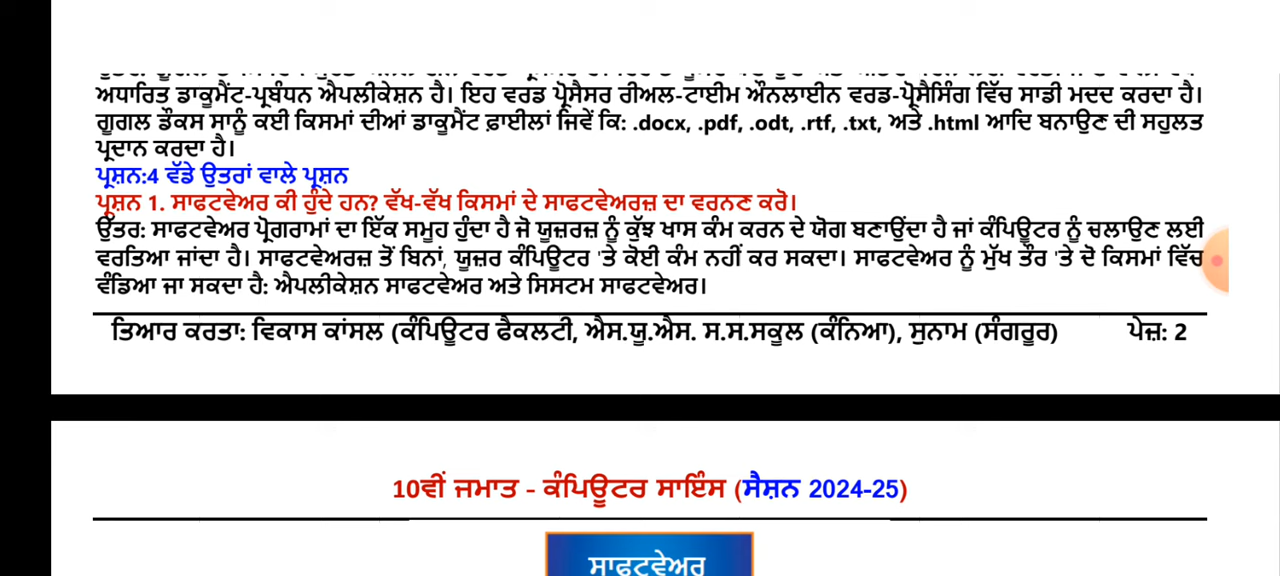 ਅਧਾਰਿਤ ਡਾਕੂਮੈਂਟ-ਪ੍ਰਬੰਧਨ ਐਪਲੀਕੇਸ਼ਨ ਹੈ। ਇਹ ਵਰਡ ਪ੍ਰੋਸੈਸਰ ਰੀਅਲ-ਟਾਈਮ ਔਨਲਾਈਨ ਵਰਡ-ਪ੍ਰੋਸੈਸਿੰਗ ਵਿੱਚ ਸਾਡੀ ਮਦਦ ਕਰਦਾ ਹੈ।
ਗੂਗਲ ਡੌਕਸ ਸਾਨੂੰ ਕਈ ਕਿਸਮਾਂ ਦੀਆਂ ਡਾਕੂਮੈਂਟ ਫ਼ਾਈਲਾਂ ਜਿਵੇਂ ਕਿ: .docx, .pdf, .odt, .rtf, .txt, ਅਤੇ .html ਆਦਿ ਬਨਾਉਣ ਦੀ ਸਹੁਲਤ
ਪ੍ਰਦਾਨ ਕਰਦਾ ਹੈ।
ਪ੍ਰਸ਼ਨ:4 ਵੱਡੇ ਉਤਰਾਂ ਵਾਲੇ ਪ੍ਰਸ਼ਨ
ਪ੍ਰਸ਼ਨ 1. ਸਾਫਟਵੇਅਰ ਕੀ ਹੁੰਦੇ ਹਨ? ਵੱਖ-ਵੱਖ ਕਿਸਮਾਂ ਦੇ ਸਾਫਟਵੇਅਰਜ਼ ਦਾ ਵਰਨਣ ਕਰੋ।
ਉੱਤਰ: ਸਾਫਟਵੇਅਰ ਪ੍ਰੋਗਰਾਮਾਂ ਦਾ ਇੱਕ ਸਮੂਹ ਹੁੰਦਾ ਹੈ ਜੋ ਯੂਜ਼ਰਜ਼ ਨੂੰ ਕੁੱਝ ਖਾਸ ਕੰਮ ਕਰਨ ਦੇ ਯੋਗ ਬਣਾਉਂਦਾ ਹੈ ਜਾਂ ਕੰਪਿਊਟਰ ਨੂੰ ਚਲਾਉਣ ਲਈ
ਵਰਤਿਆ ਜਾਂਦਾ ਹੈ। ਸਾਫਟਵੇਅਰਜ਼ ਤੋਂ ਬਿਨਾਂ, ਯੂਜ਼ਰ ਕੰਪਿਊਟਰ 'ਤੇ ਕੋਈ ਕੰਮ ਨਹੀਂ ਕਰ ਸਕਦਾ। ਸਾਫਟਵੇਅਰ ਨੂੰ ਮੁੱਖ ਤੌਰ 'ਤੇ ਦੋ ਕਿਸਮਾਂ ਵਿੱਚ
ਵੰਡਿਆ ਜਾ ਸਕਦਾ ਹੈ: ਐਪਲੀਕੇਸ਼ਨ ਸਾਫਟਵੇਅਰ ਅਤੇ ਸਿਸਟਮ ਸਾਫਟਵੇਅਰ।
ਤਿਆਰ ਕਰਤਾ: ਵਿਕਾਸ ਕਾਂਸਲ (ਕੰਪਿਊਟਰ ਫੈਕਲਟੀ, ਐਸ.ਯੂ.ਐਸ. ਸ.ਸ.ਸਕੂਲ (ਕੰਨਿਆ), ਸੁਨਾਮ (ਸੰਗਰੂਰ) ਪੇਜ਼: 2
10ਵੀਂ ਜਮਾਤ - ਕੰਪਿਊਟਰ ਸਾਇੰਸ (ਸੈਸ਼ਨ 2024-25)
ਸਾਫਟਵੇਅਰ